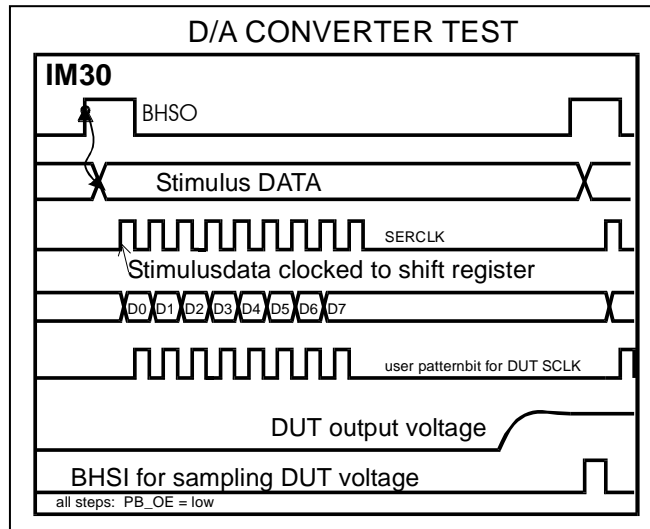 D/A CONVERTER TEST
IM30
BHSO
Stimulus DATA
SERCLK
Stimulusdata clocked to shift register
D0 D1 D2 D3 D4 D5 D6 D7
user patternbit for DUT SCLK
DUT output voltage
BHSI for sampling DUT voltage
all steps: PB_OE = low